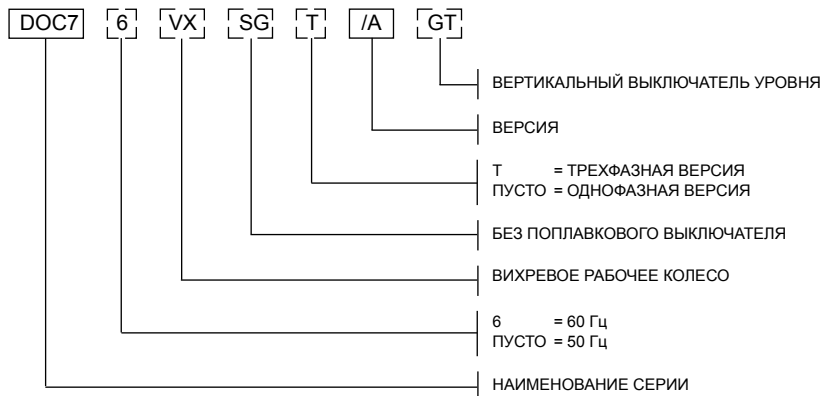 DOC7 6 VX SG T /A GT
ВЕРТИКАЛЬНЫЙ ВЫКЛЮЧАТЕЛЬ УРОВНЯ
ВЕРСИЯ
T = ТРЕХФАЗНАЯ ВЕРСИЯ
ПУСТО = ОДНОФАЗНАЯ ВЕРСИЯ
БЕЗ ПОПЛАВКОВОГО ВЫКЛЮЧАТЕЛЯ
ВИХРЕВОЕ РАБОЧЕЕ КОЛЕСО
6 = 60 Гц
ПУСТО = 50 Гц
НАИМЕНОВАНИЕ СЕРИИ